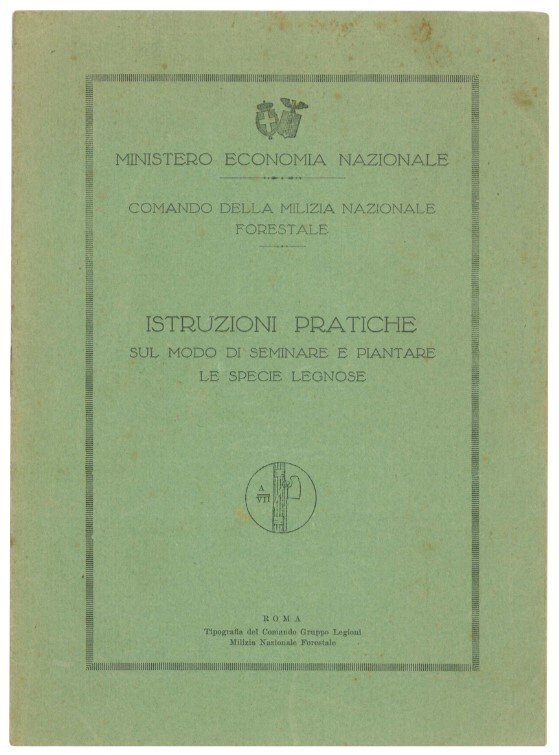 MINISTERO ECONOMIA NAZIONALE
COMANDO DELLA MILIZIA NAZIONALE
FORESTALE
ISTRUZIONI PRATICHE
SUL MODO DI SEMINARE E PIANTARE
LE SPECIE LEGNOSE
A
VII
ROMA
Tipografia del Comando Gruppo Legioni
Milizia Nazionale Forestale